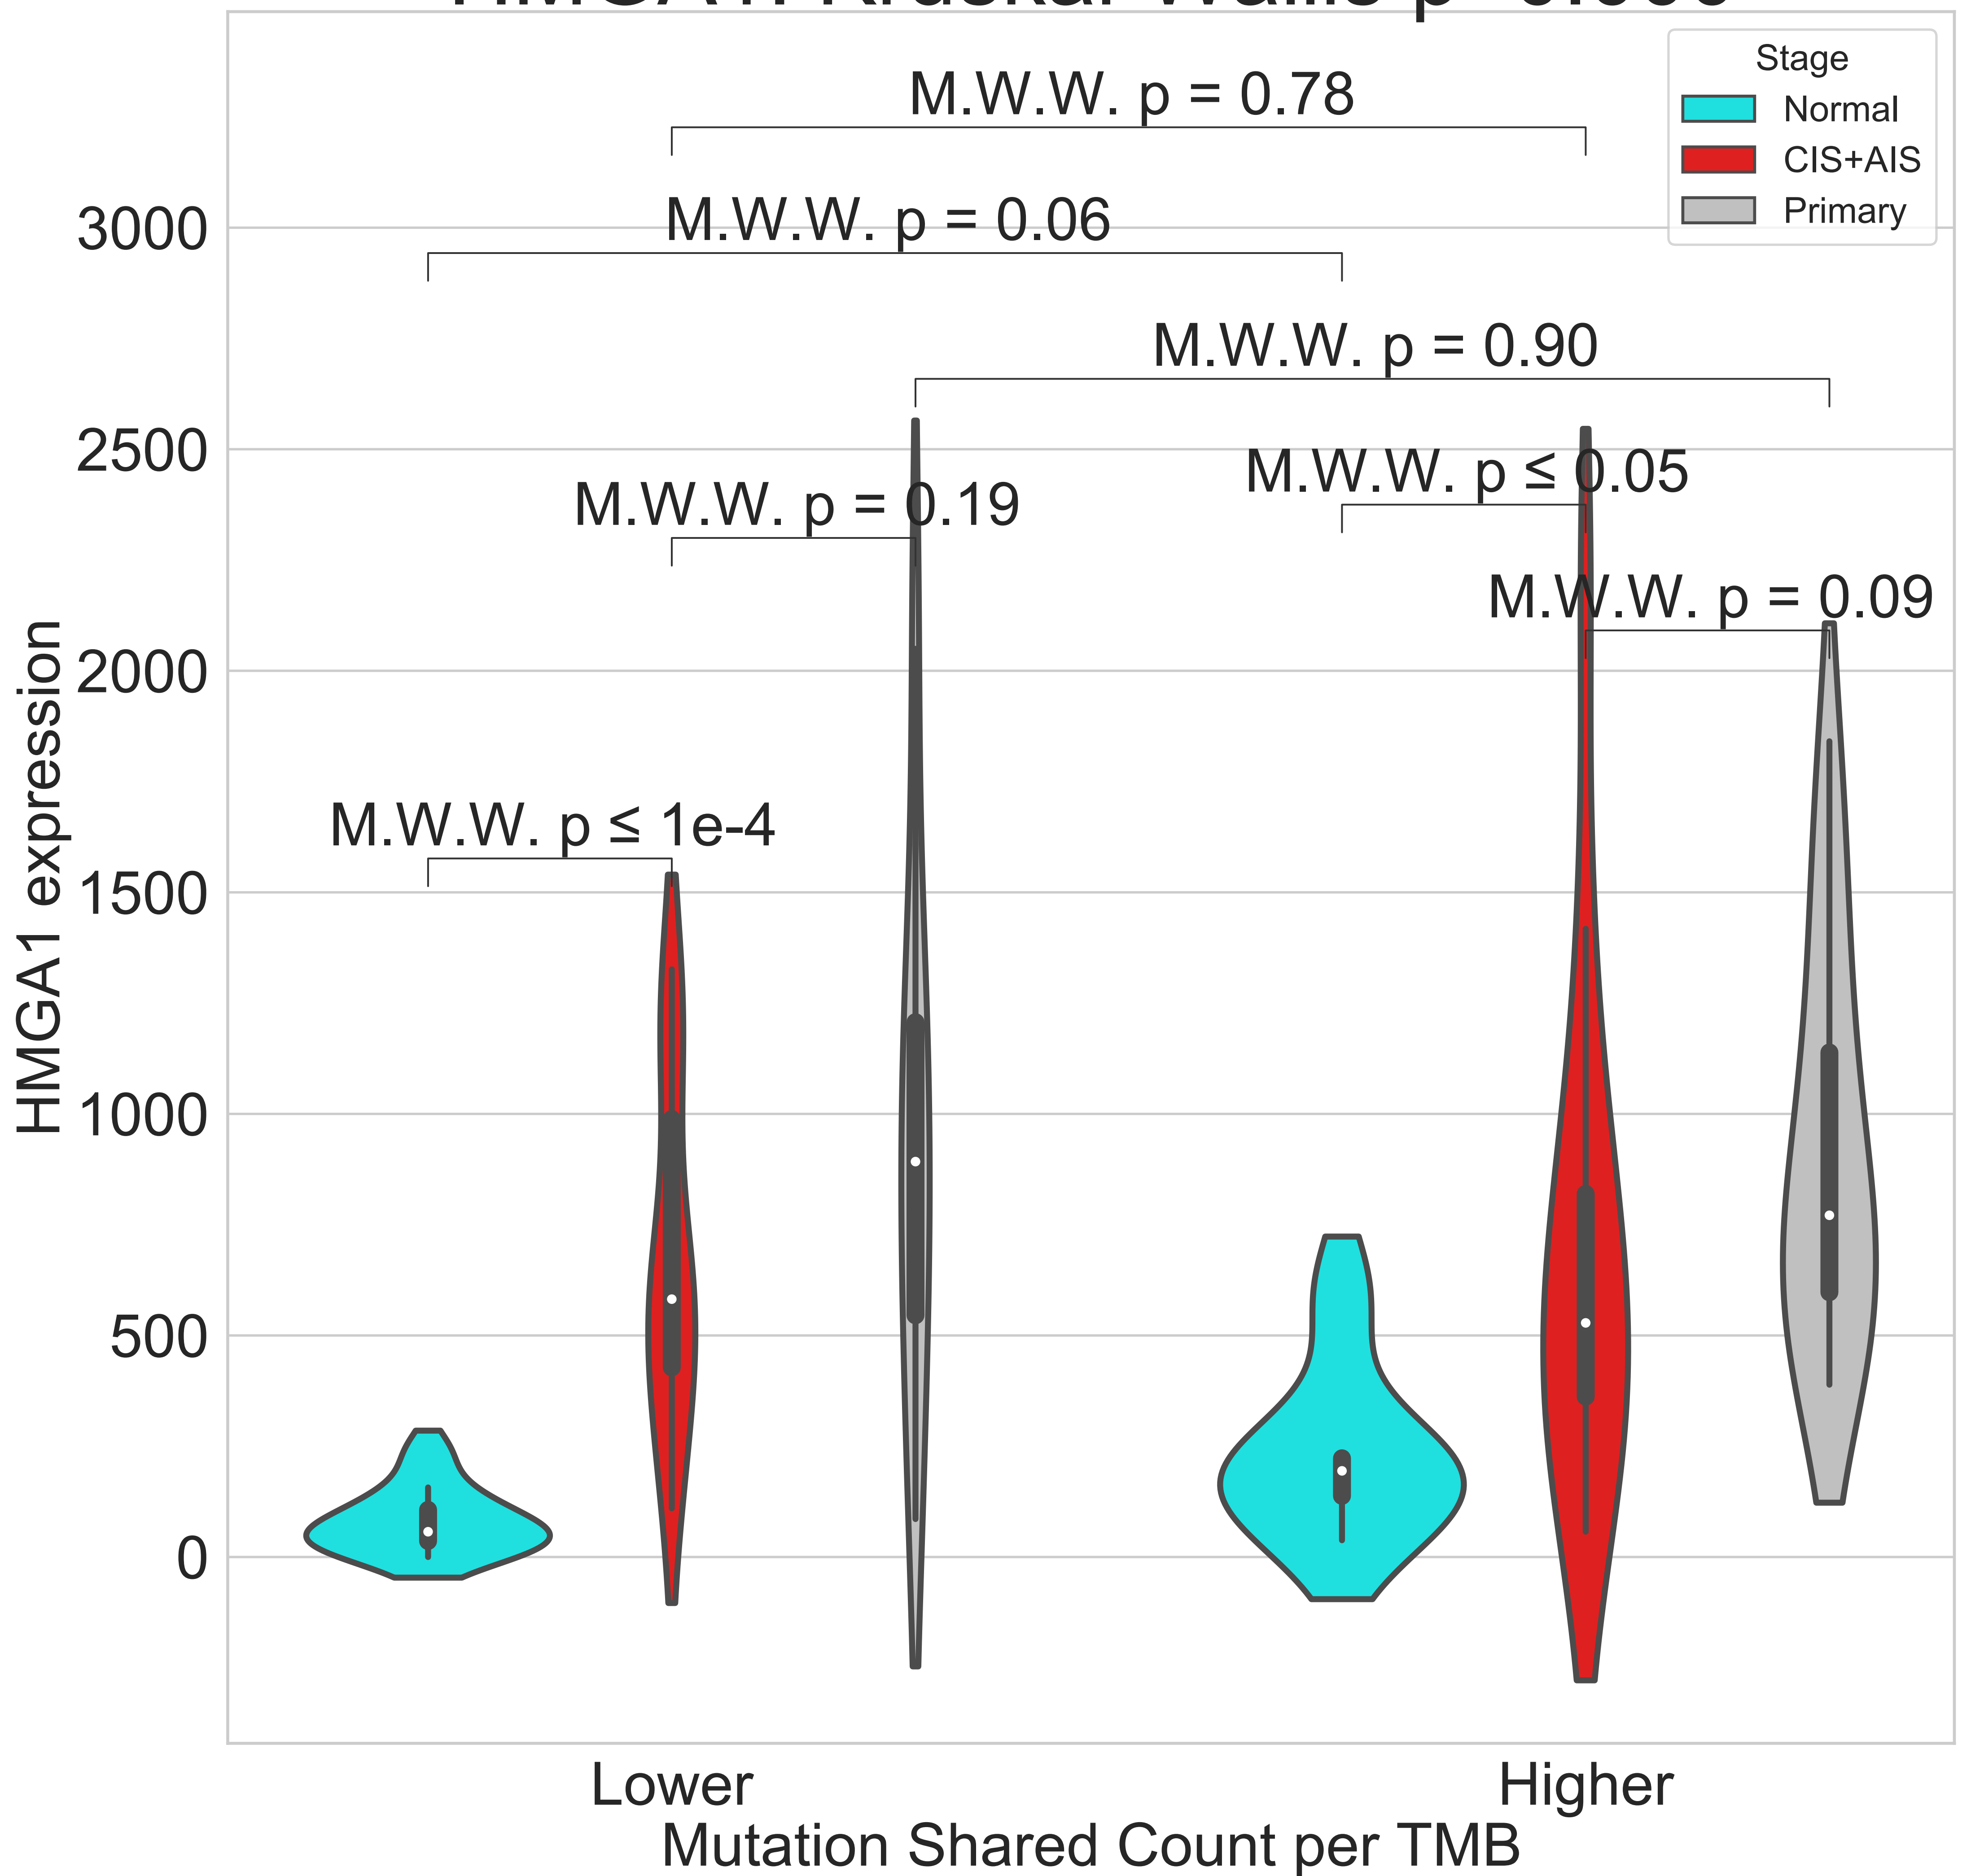 Stage
Normal
CIS+AIS
Primary
M.W.W. p = 0.78
M.W.W. p = 0.06
M.W.W. p = 0.90
M.W.W. p ≤ 0.05
M.W.W. p = 0.19
M.W.W. p = 0.09
M.W.W. p ≤ 1e-4
3000
2500
2000
1500
1000
500
0
HMGA1 expression
Lower
Higher
Mutation Shared Count per TMB